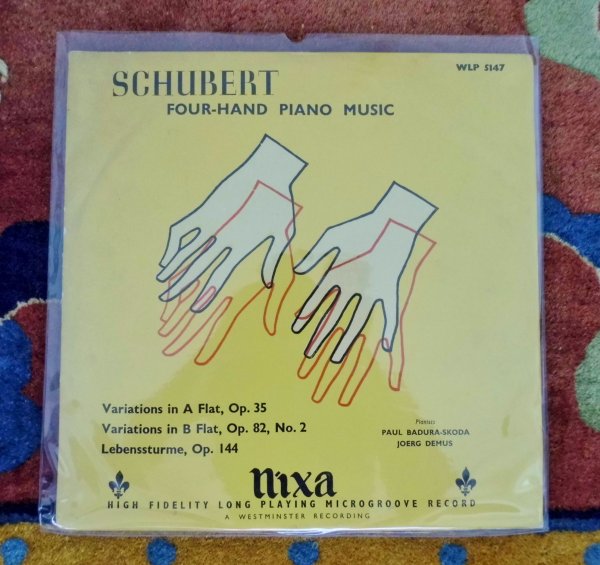 SCHUBERT
WLP 5147
FOUR-HAND PIANO MUSIC
Variations in A Flat, Op. 35
Variations in B Flat, Op. 82, No. 2
Lebenssturme, Op. 144
Pianists
PAUL BADURA-SKODA
JOERG DEMUS
nixa
HIGH FIDELITY LONG PLAYING MICROGROOVE RECORD
A WESTMINSTER RECORDING